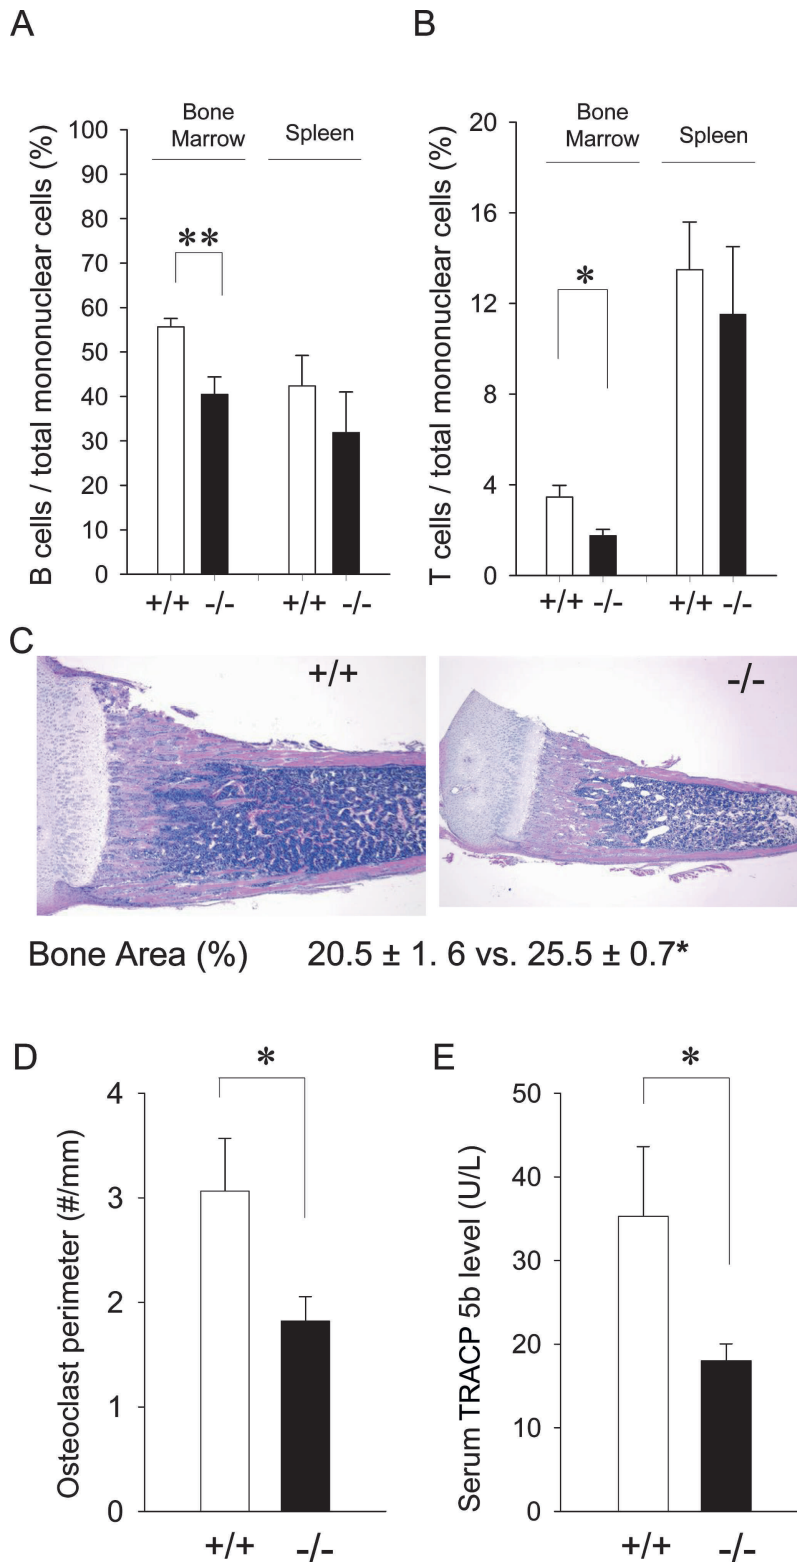 A
B
Bone
Marrow
Spleen
Bone
Marrow
Spleen
B cells / total mononuclear cells (%)
100
90
80
70
60
50
40
30
20
10
0
**
+/+ -/- +/+ -/-
T cells / total mononuclear cells (%)
20
16
12
8
4
0
*
+/+ -/- +/+ -/-
C
+/+
-/-
Bone Area (%) 20.5 ± 1. 6 vs. 25.5 ± 0.7*
D
*
Osteoclast perimeter (#/mm)
4
3
2
1
0
+/+ -/-
E
*
Serum TRACP 5b level (U/L)
50
40
30
20
10
0
+/+ -/-